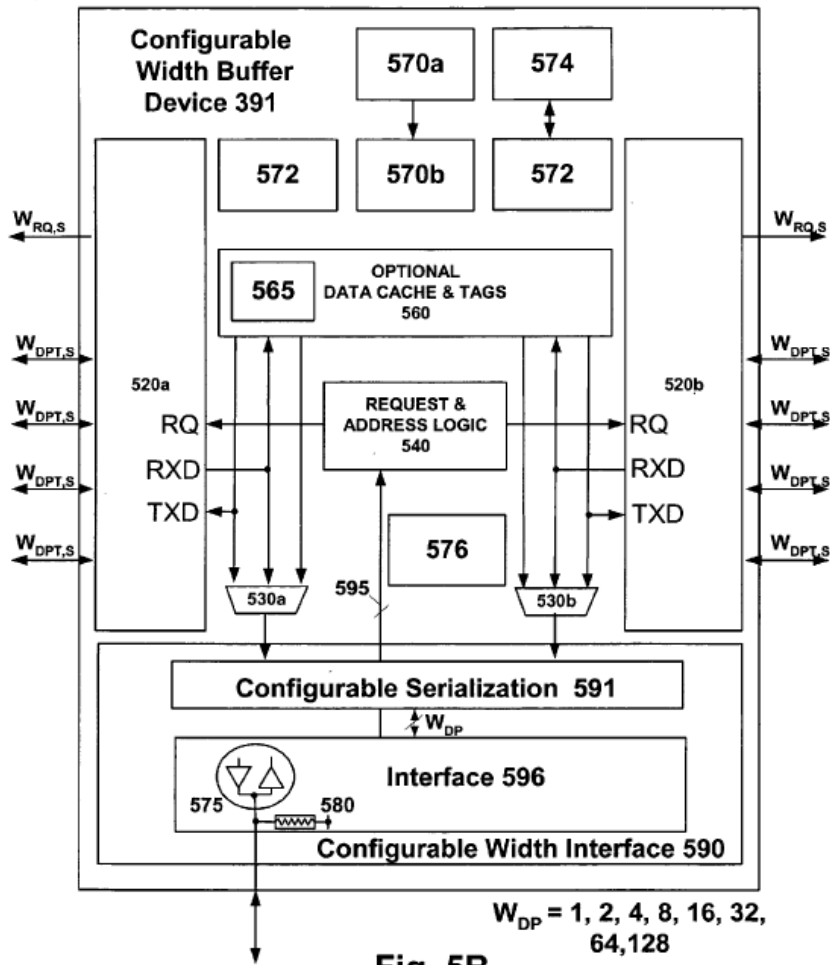 Configurable
Width Buffer
Device 391
570a
574
572
570b
572
W_RQ,S
W_RQ,S
565
OPTIONAL
DATA CACHE & TAGS
560
W_DPT,S
W_DPT,S
520a
520b
REQUEST &
ADDRESS LOGIC
540
W_DPT,S
W_DPT,S
RQ
RQ
W_DPT,S
W_DPT,S
RXD
RXD
TXD
TXD
W_DPT,S
W_DPT,S
576
530a
595
530b
Configurable Serialization 591
W_DP
Interface 596
575
580
Configurable Width Interface 590
W_DP = 1, 2, 4, 8, 16, 32,
64,128
Fig. 5B